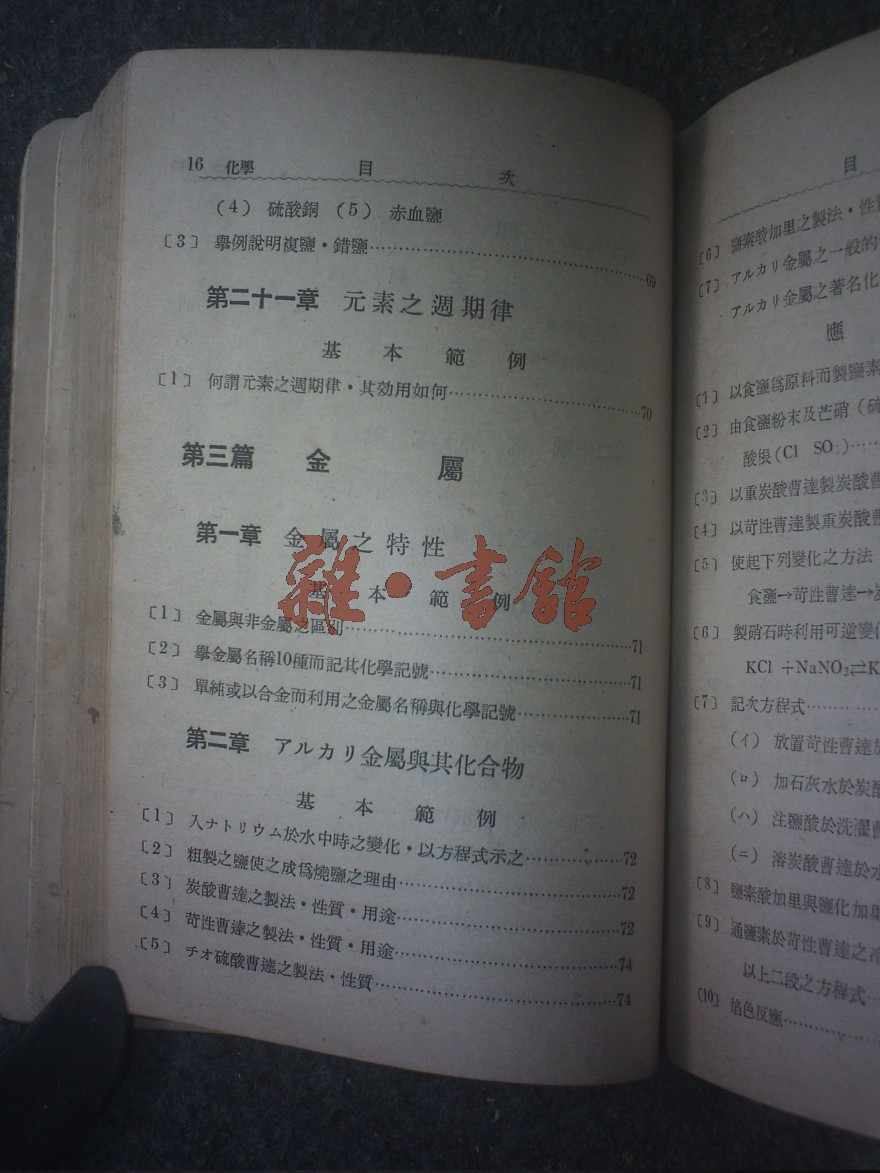 16 化學 目 次
(4) 硫酸銅 (5) 赤血鹽
〔3〕 擧例說明複鹽・錯鹽……69
第二十一章 元素之週期律
基 本 範 例
〔1〕 何謂元素之週期律・其効用如何……70
第三篇 金 屬
第一章 金屬之特性
基 本 範 例
〔1〕 金屬與非金屬之區別……71
〔2〕 擧金屬名稱10種而記其化學記號……71
〔3〕 單純或以合金而利用之金屬名稱與化學記號……71
第二章 アルカリ金屬與其化合物
基 本 範 例
〔1〕 入ナトリウム於水中時之變化・以方程式示之……72
〔2〕 粗製之鹽使之成爲燒鹽之理由……72
〔3〕 炭酸曹達之製法・性質・用途……72
〔4〕 苛性曹達之製法・性質・用途……74
〔5〕 チオ硫酸曹達之製法・性質……74
雜・書館
目
〔6〕 鹽素酸加里之製法・性
〔7〕 アルカリ金屬之一般的
アルカリ金屬之著名化
應
〔1〕 以食鹽爲原料而製鹽素
〔2〕 由食鹽粉末及芒硝（硫
酸根(Cl SO₄)……
〔3〕 以重炭酸曹達製炭酸曹
〔4〕 以苛性曹達製重炭酸曹
〔5〕 使起下列變化之方法
食鹽→苛性曹達→
〔6〕 製硝石時利用可逆變化
KCl +NaNO₃⇄K
〔7〕 記次方程式……
(イ) 放置苛性曹達於
(ロ) 加石灰水於炭酸
(ハ) 注鹽酸於洗濯曹
(ニ) 溶炭酸曹達於水
〔8〕 鹽素酸加里與鹽化加里
〔9〕 通鹽素於苛性曹達之冷
以上二段之方程式……
〔10〕 焰色反應……